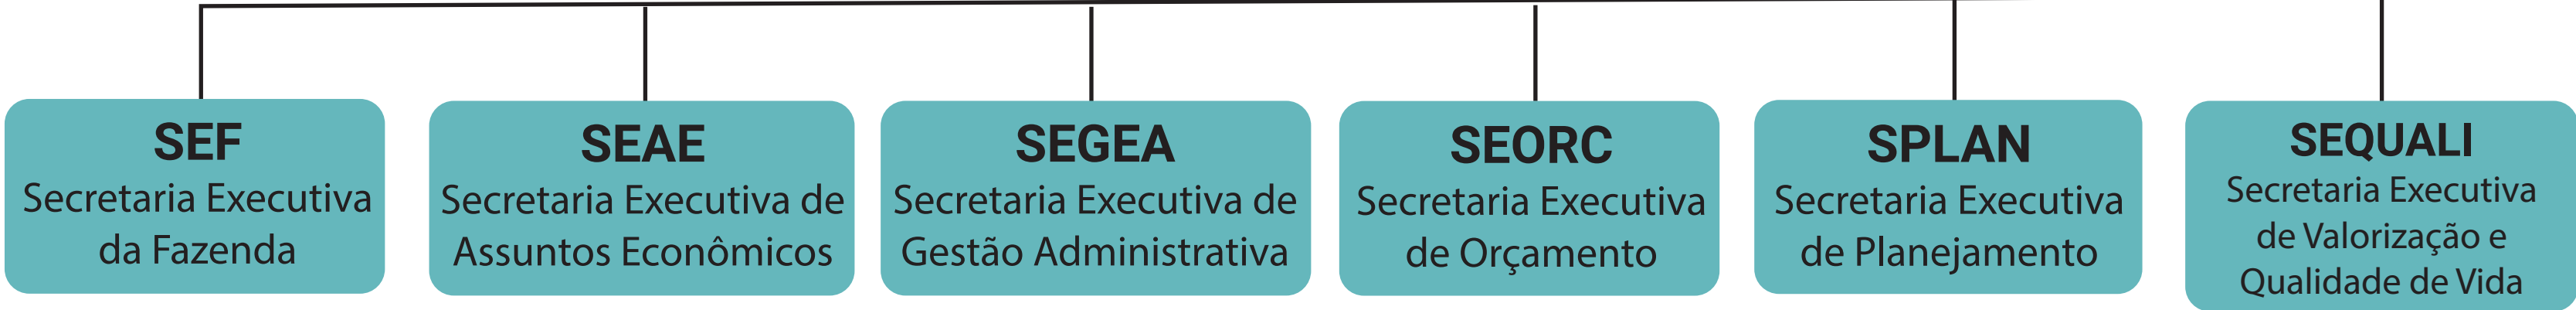 SEF
Secretaria Executiva
da Fazenda
SEAE
Secretaria Executiva de
Assuntos Econômicos
SEGEA
Secretaria Executiva de
Gestão Administrativa
SEORC
Secretaria Executiva
de Orçamento
SPLAN
Secretaria Executiva
de Planejamento
SEQUALI
Secretaria Executiva
de Valorização e
Qualidade de Vida